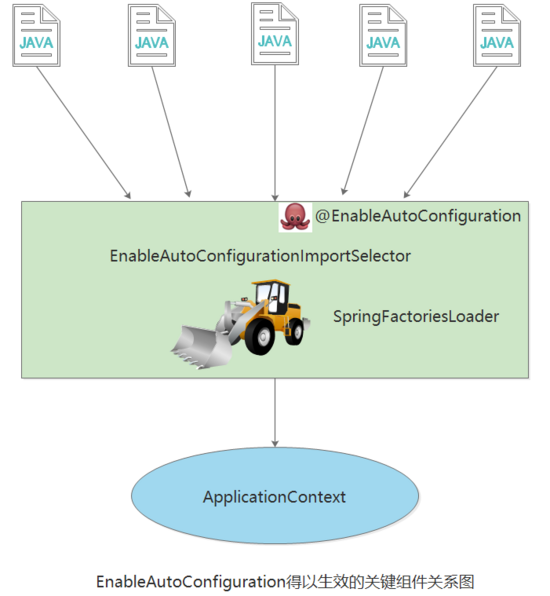 JAVA
JAVA
JAVA
JAVA
JAVA
@EnableAutoConfiguration
EnableAutoConfigurationImportSelector
SpringFactoriesLoader
ApplicationContext
EnableAutoConfiguration得以生效的关键组件关系图